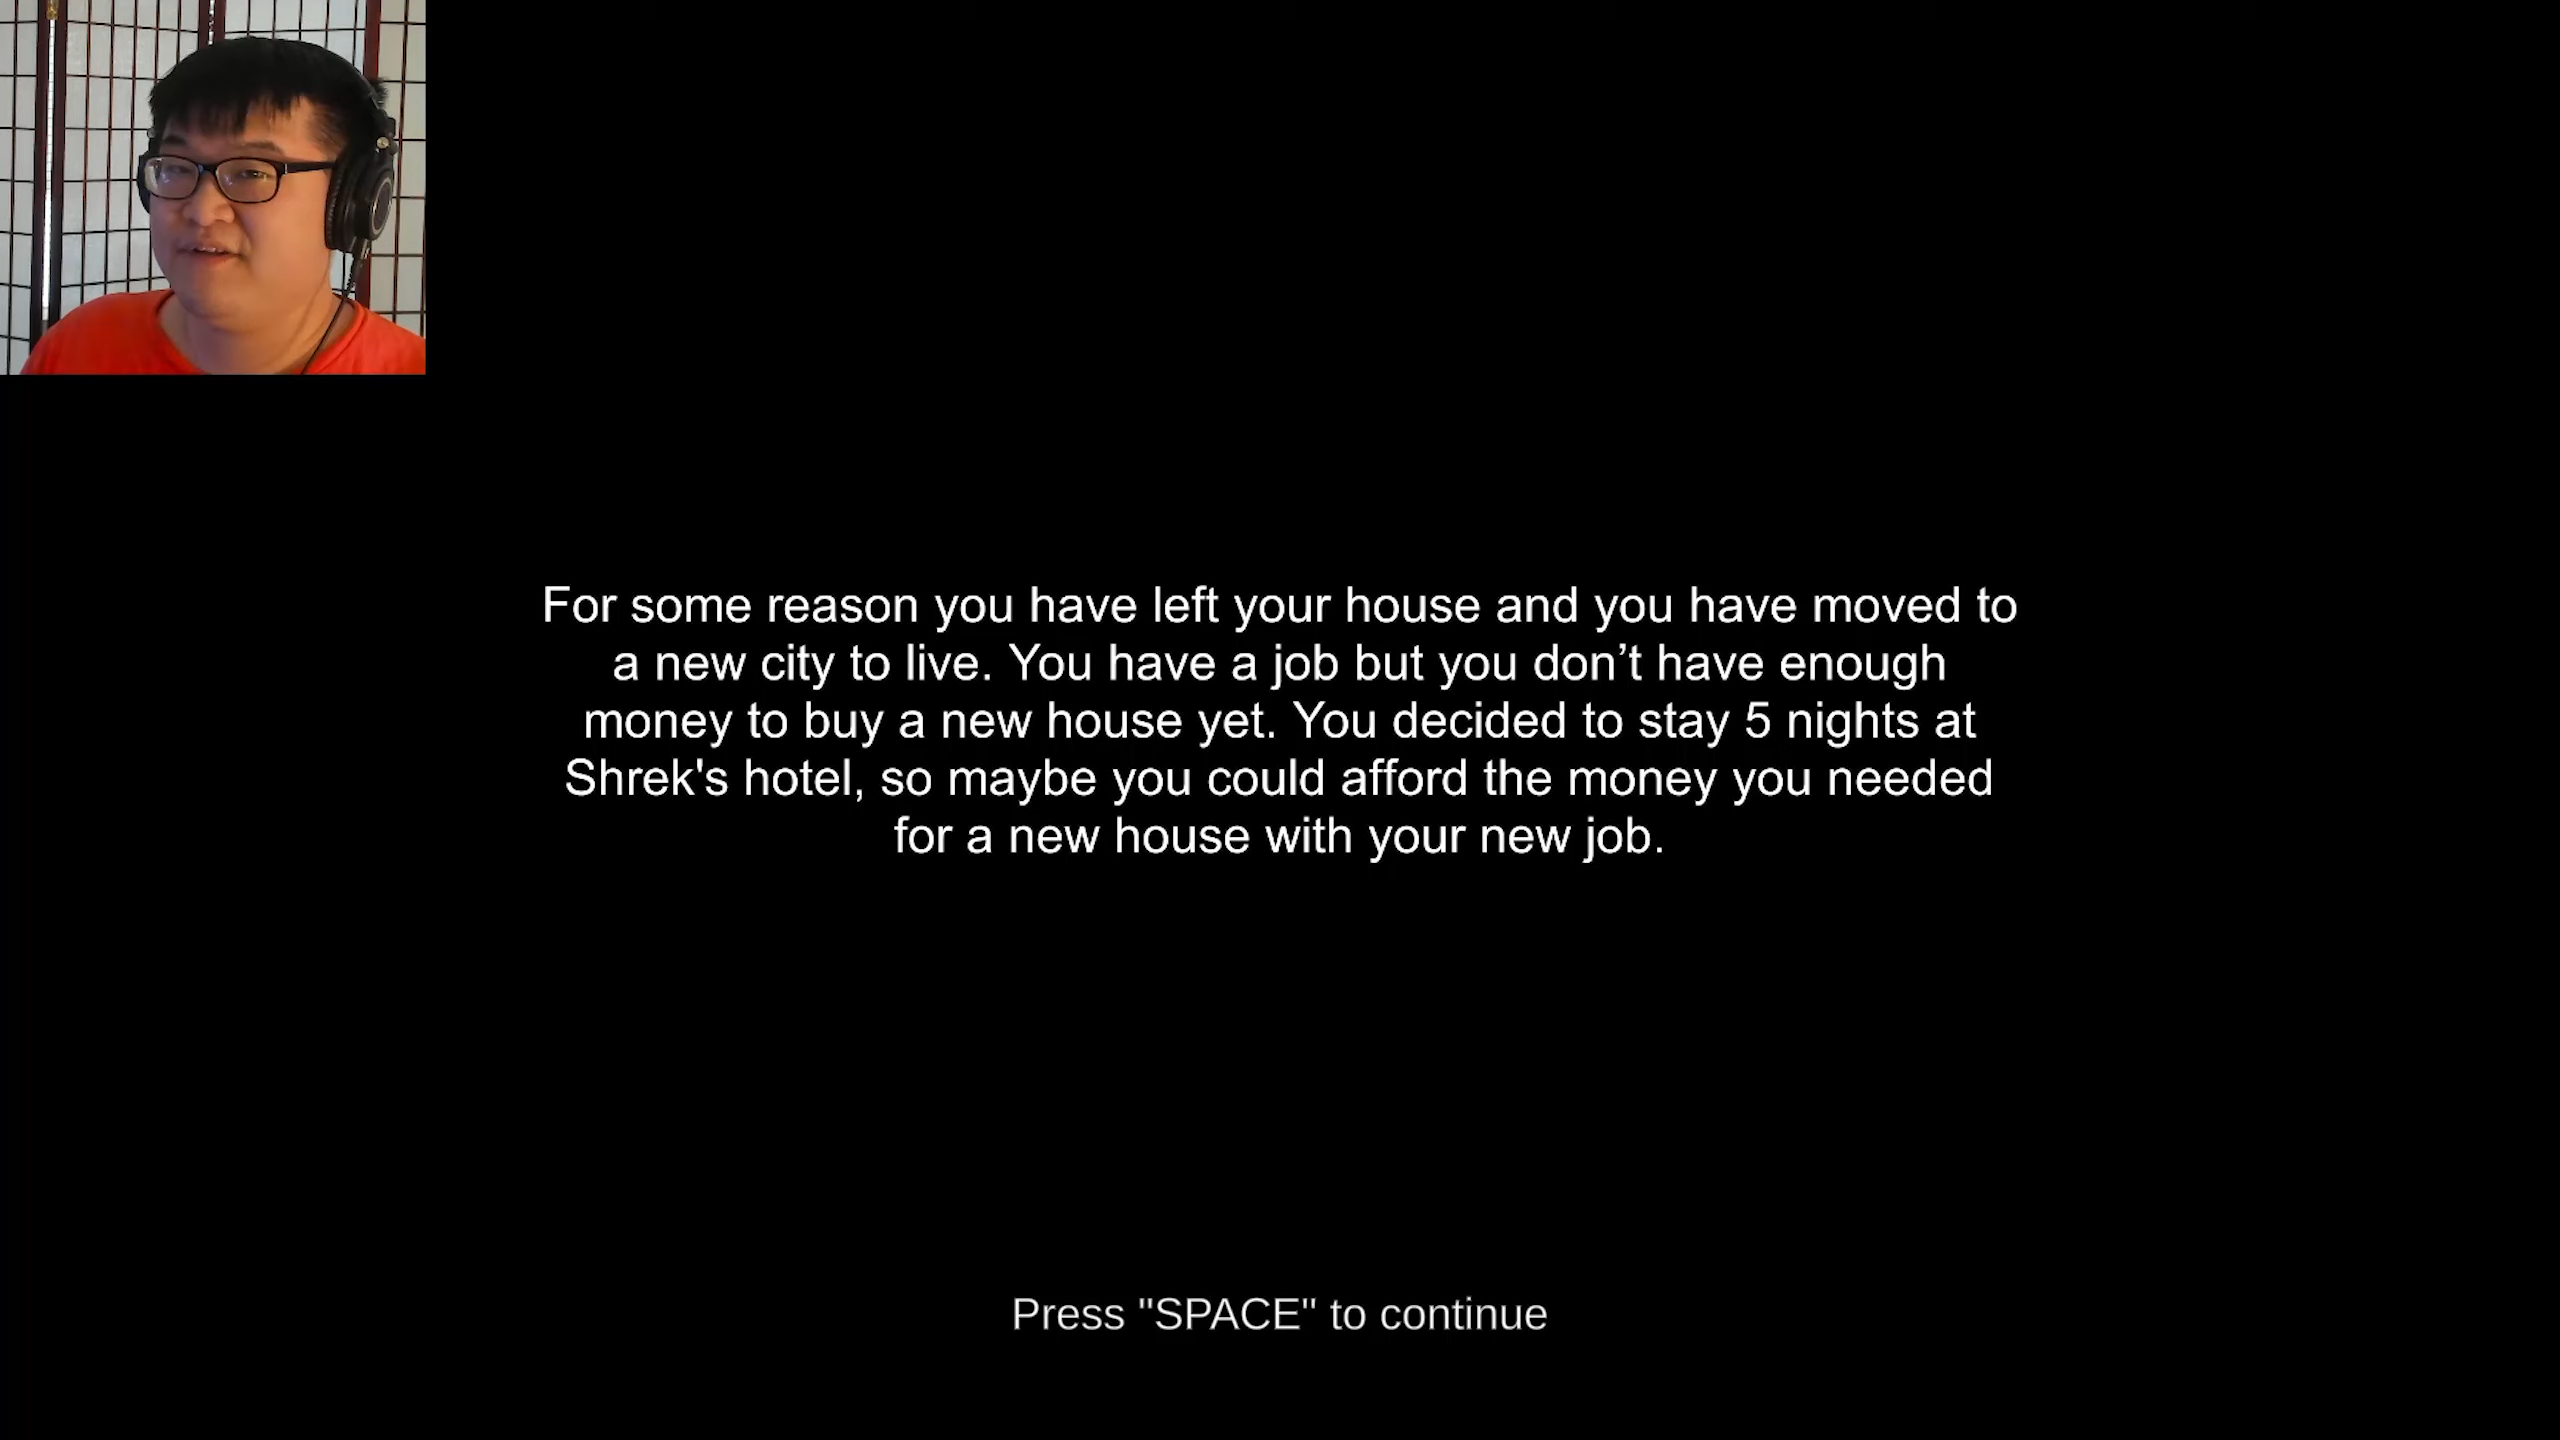 For some reason you have left your house and you have moved to
a new city to live. You have a job but you don’t have enough
money to buy a new house yet. You decided to stay 5 nights at
Shrek's hotel, so maybe you could afford the money you needed
for a new house with your new job.
Press "SPACE" to continue